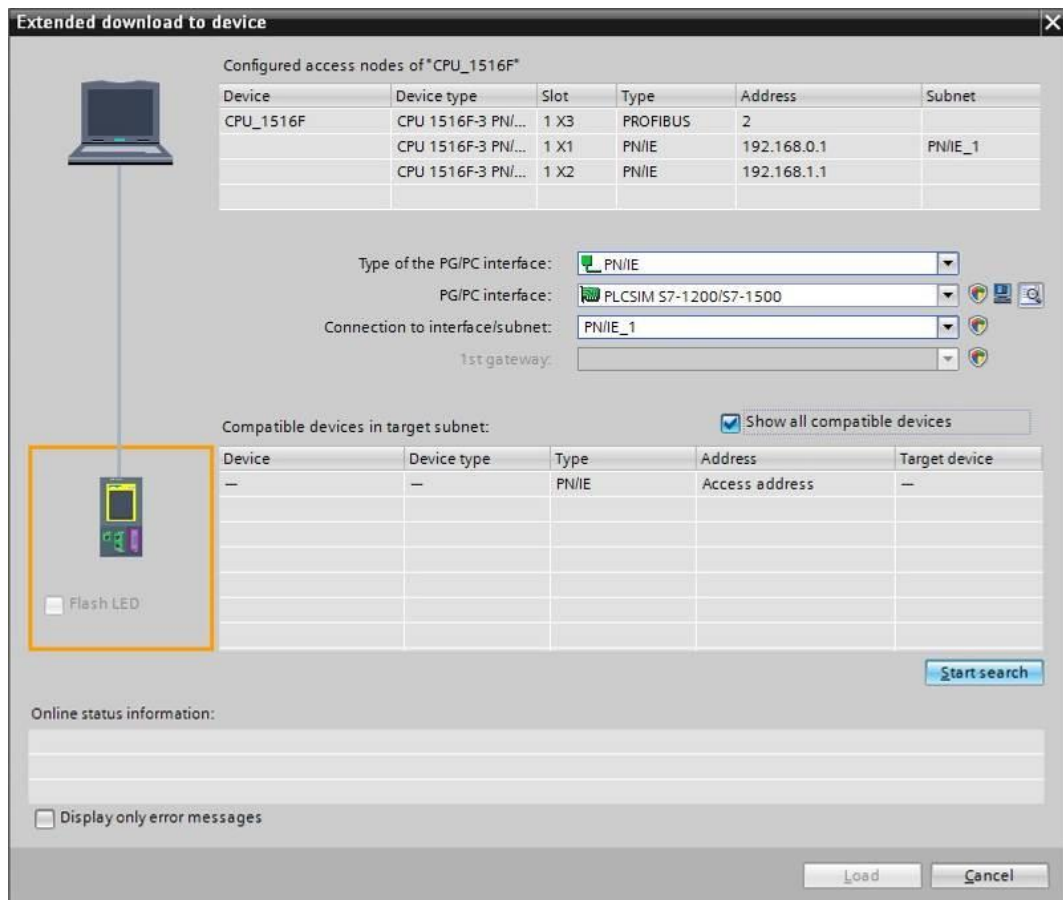 Extended download to device
Configured access nodes of "CPU_1516F"
Device Device type Slot Type Address Subnet
CPU_1516F CPU 1516F-3 PN/... 1 X3 PROFIBUS 2
CPU 1516F-3 PN/... 1 X1 PN/IE 192.168.0.1 PN/IE_1
CPU 1516F-3 PN/... 1 X2 PN/IE 192.168.1.1
Type of the PG/PC interface: PN/IE
PG/PC interface: PLCSIM S7-1200/S7-1500
Connection to interface/subnet: PN/IE_1
1st gateway:
Compatible devices in target subnet: Show all compatible devices
Device Device type Type Address Target device
— — PN/IE Access address —
Flash LED
Start search
Online status information:
Display only error messages
Load Cancel